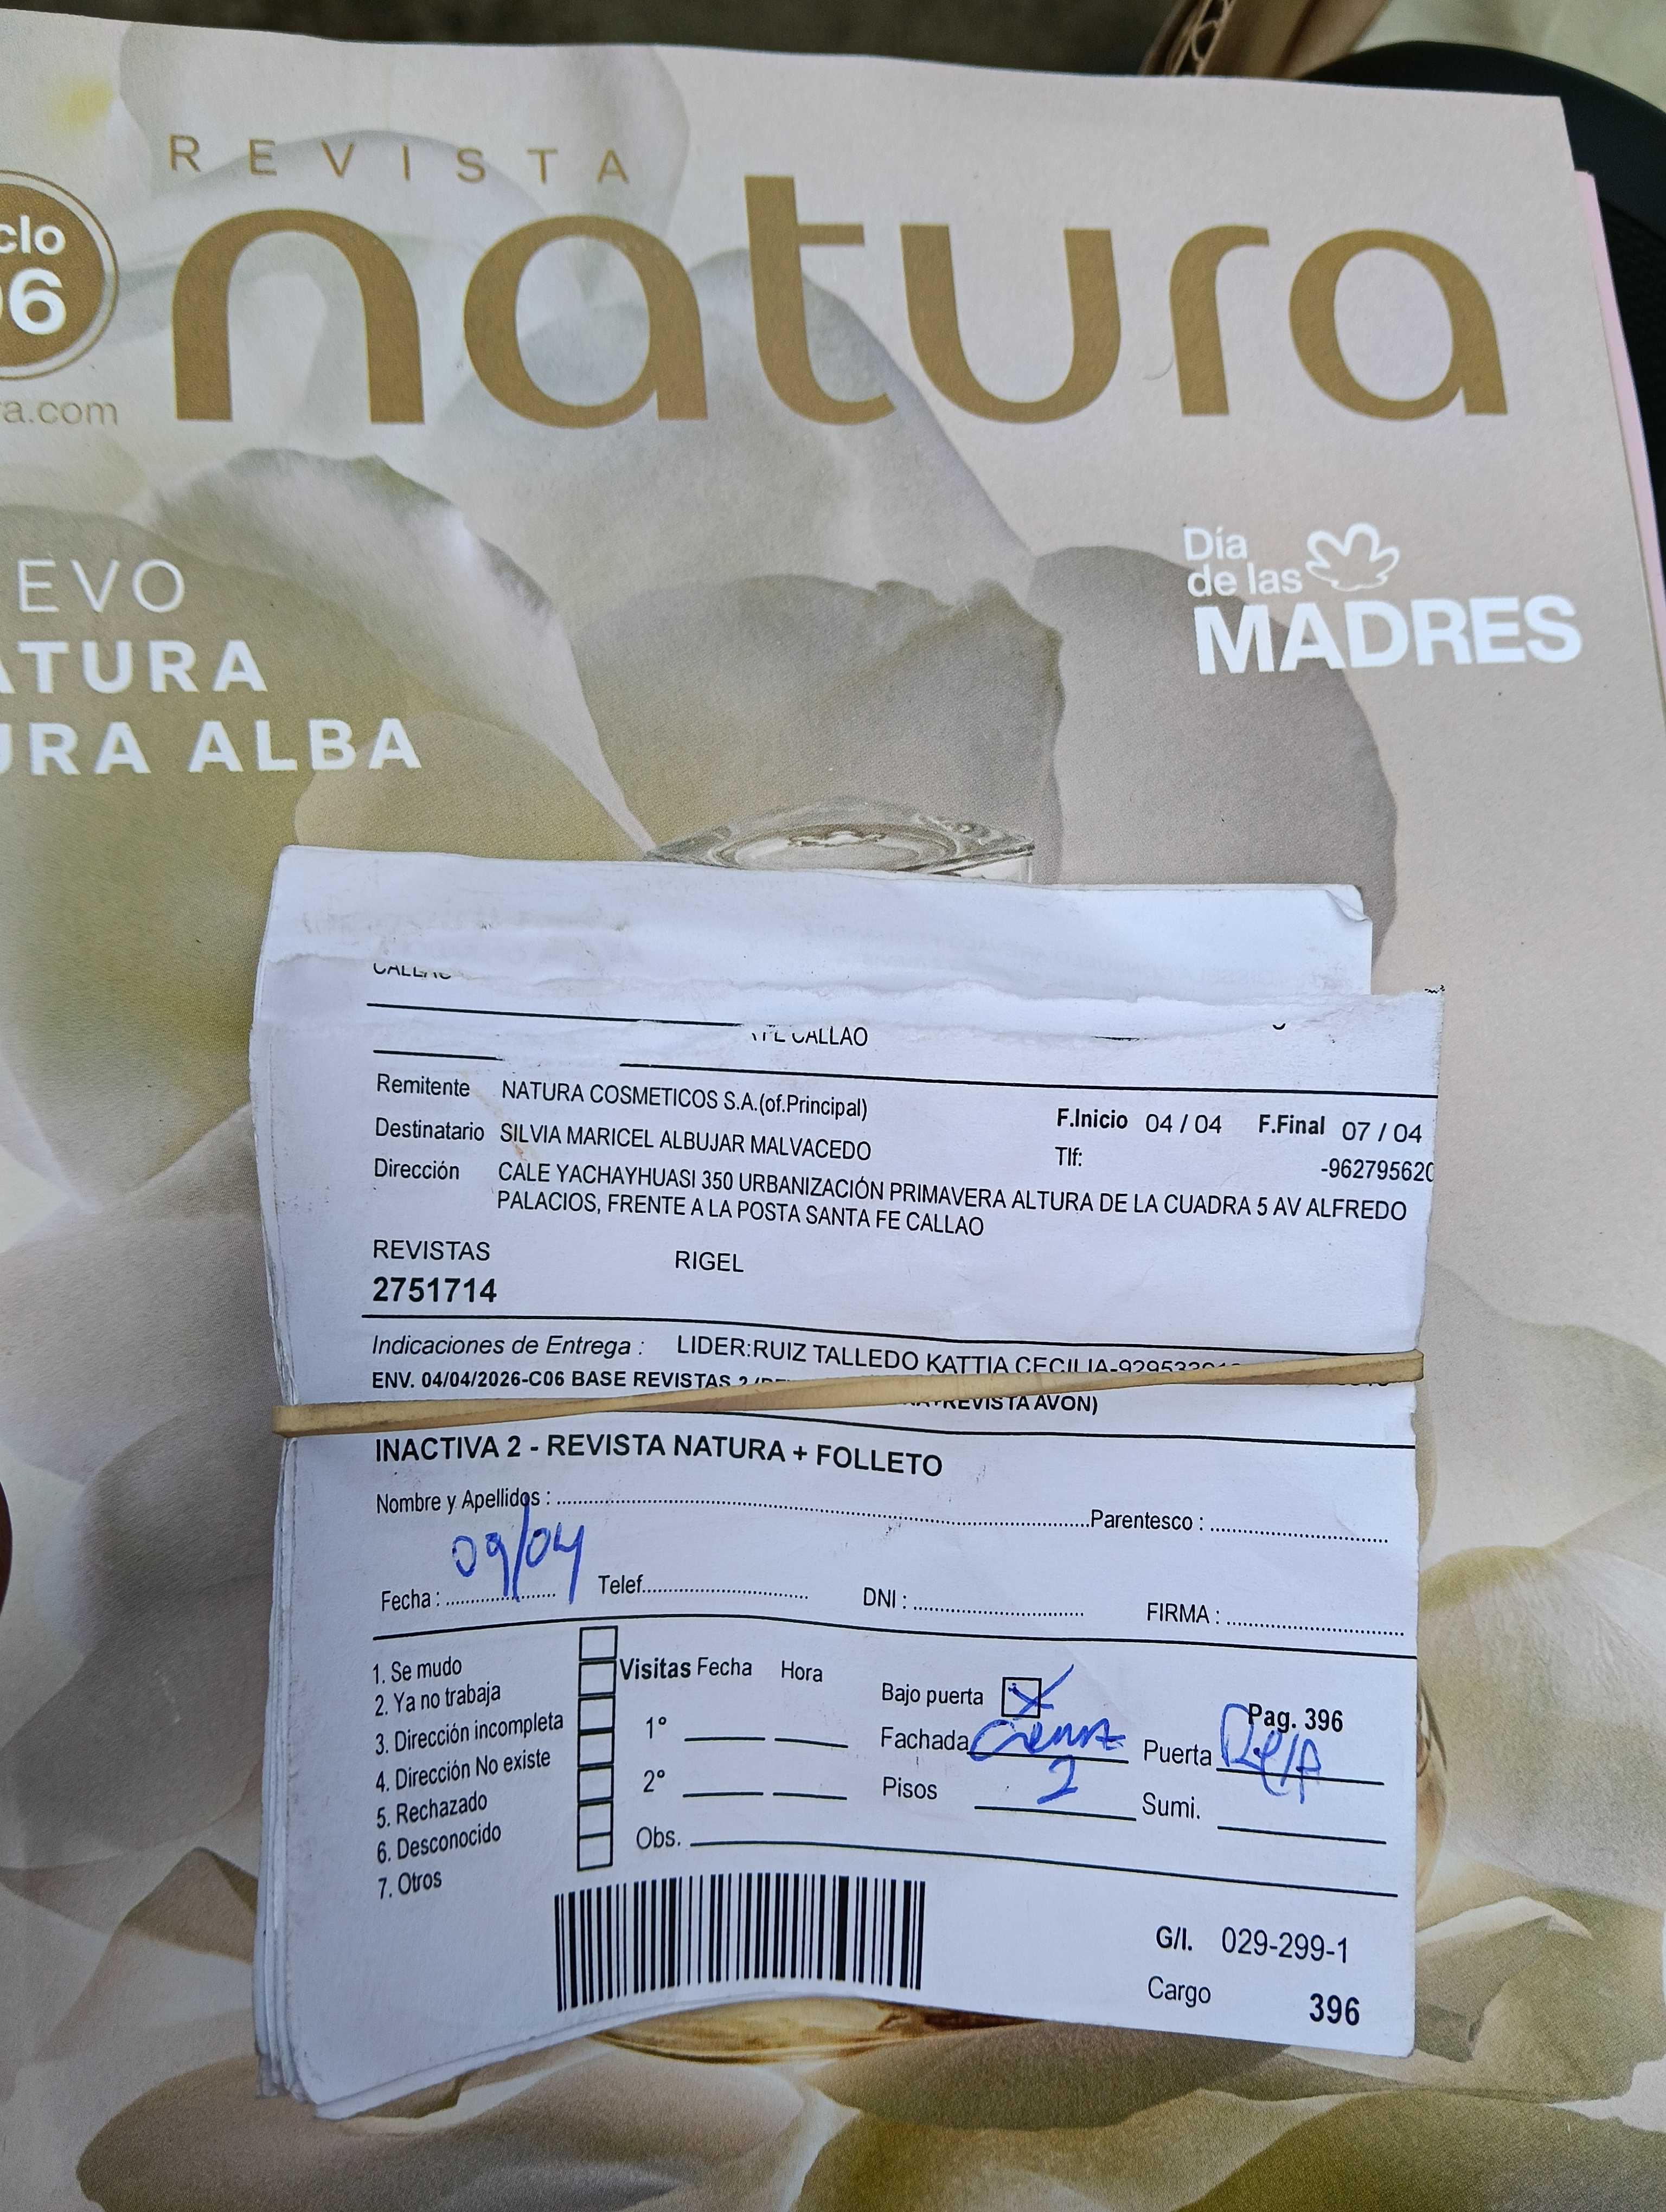 REVISTA
natura
clo
06
ra.com
EVO
ATURA
URA ALBA
Día
de las
MADRES
CALLAO
FE CALLAO
Remitente NATURA COSMETICOS S.A.(of.Principal)
F.Inicio 04 / 04 F.Final 07 / 04
Destinatario SILVIA MARICEL ALBUJAR MALVACEDO
Tlf: -962795620
Dirección CALE YACHAYHUASI 350 URBANIZACIÓN PRIMAVERA ALTURA DE LA CUADRA 5 AV ALFREDO
PALACIOS, FRENTE A LA POSTA SANTA FE CALLAO
REVISTAS RIGEL
2751714
Indicaciones de Entrega : LIDER:RUIZ TALLEDO KATTIA CECILIA
ENV. 04/04/2026-C06 BASE REVISTAS 2
REVISTA AVON)
INACTIVA 2 - REVISTA NATURA + FOLLETO
Nombre y Apellidos : Parentesco :
Fecha : 09/04 Telef. DNI : FIRMA :
1. Se mudo
2. Ya no trabaja
3. Dirección incompleta
4. Dirección No existe
5. Rechazado
6. Desconocido
7. Otros
Visitas Fecha Hora
1°
2°
Obs.
Bajo puerta X
Pag. 396
Fachada crema Puerta
Pisos 2 Sumi.
G/I. 029-299-1
Cargo 396